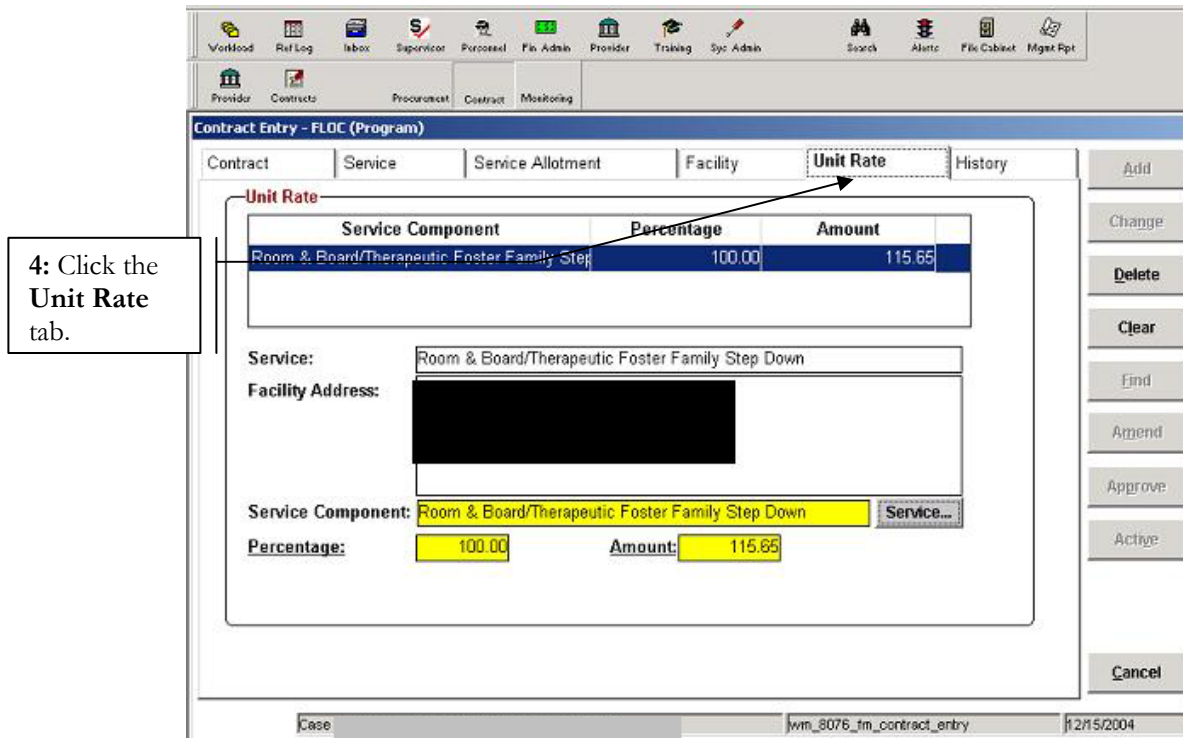 Workload Ref Log Inbox Supervisor Personnel Fin Admin Provider Training Sys Admin Search Alerts File Cabinet Mgmt Rpt
Provider Contracts Procurement Contract Monitoring
Contract Entry - FLOC (Program)
Contract Service Service Allotment Facility Unit Rate History
Unit Rate
Service Component Percentage Amount
Room & Board/Therapeutic Foster Family Step 100.00 115.65
4: Click the
Unit Rate
tab.
Service: Room & Board/Therapeutic Foster Family Step Down
Facility Address:
Service Component: Room & Board/Therapeutic Foster Family Step Down Service...
Percentage: 100.00 Amount: 115.65
Add
Change
Delete
Clear
Find
Amend
Approve
Active
Cancel
Case wm_8076_fm_contract_entry 12/15/2004